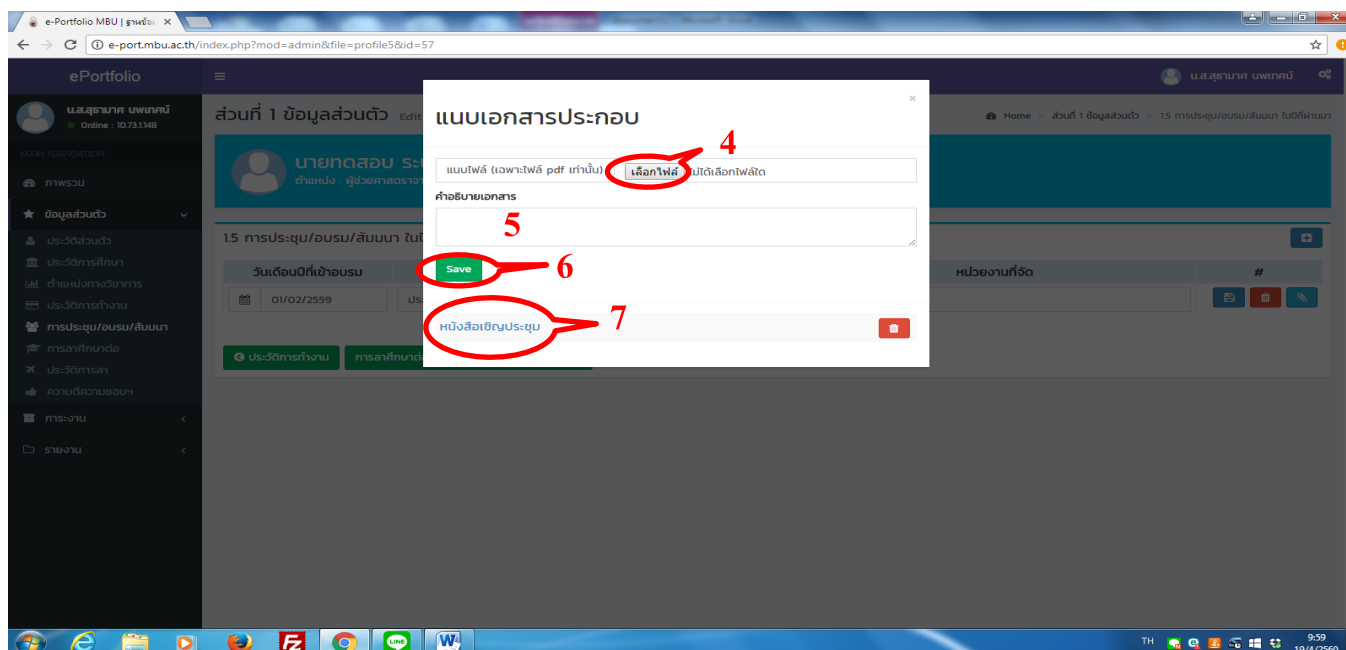 e-Portfolio MBU | ฐานข้อม
e-port.mbu.ac.th/index.php?mod=admin&file=profile5&id=57
ePortfolio
น.ส.สุธามาศ นพเทศน์
น.ส.สุธามาศ นพเทศน์
Online : 10.73.1.148
ส่วนที่ 1 ข้อมูลส่วนตัว Edit
Home > ส่วนที่ 1 ข้อมูลส่วนตัว > 1.5 การประชุม/อบรม/สัมมนา ในปีที่ผ่านมา
MAIN NAVIGATION
ภาพรวม
ข้อมูลส่วนตัว
ประวัติส่วนตัว
ประวัติการศึกษา
ตำแหน่งทางวิชาการ
ประวัติการทำงาน
การประชุม/อบรม/สัมมนา
การลาศึกษาต่อ
ประวัติการลา
ความดีความชอบฯ
ภาระงาน
รายงาน
นายทดสอบ ระ
ตำแหน่ง : ผู้ช่วยศาสตราจา
1.5 การประชุม/อบรม/สัมมนา ในปี
วันเดือนปีที่เข้าอบรม
หน่วยงานที่จัด
#
01/02/2559
ประ
ประวัติการทำงาน
การลาศึกษาต่อ
แนบเอกสารประกอบ
×
4
แนบไฟล์ (เฉพาะไฟล์ pdf เท่านั้น)
เลือกไฟล์ ไม่ได้เลือกไฟล์ใด
คำอธิบายเอกสาร
5
Save
6
หนังสือเชิญประชุม
7
TH
9:59
19/4/2560